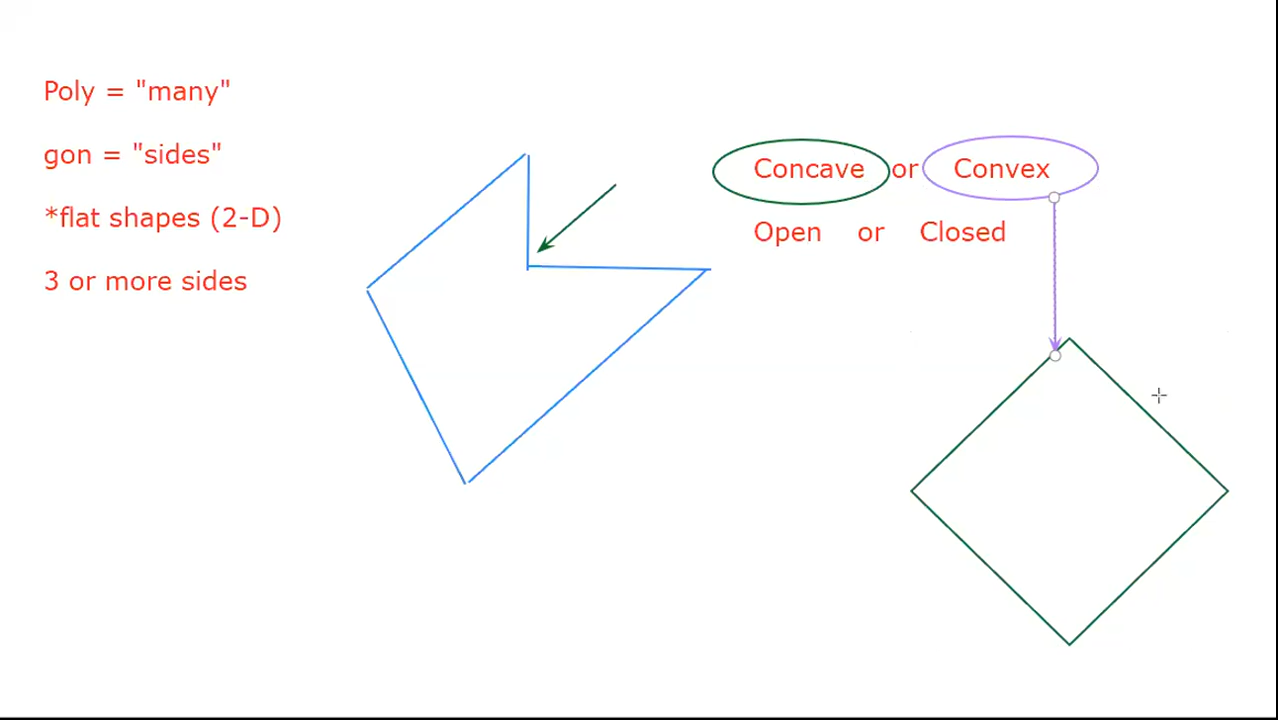 Poly = "many"
gon = "sides"
*flat shapes (2-D)
3 or more sides
Concave or Convex
Open or Closed